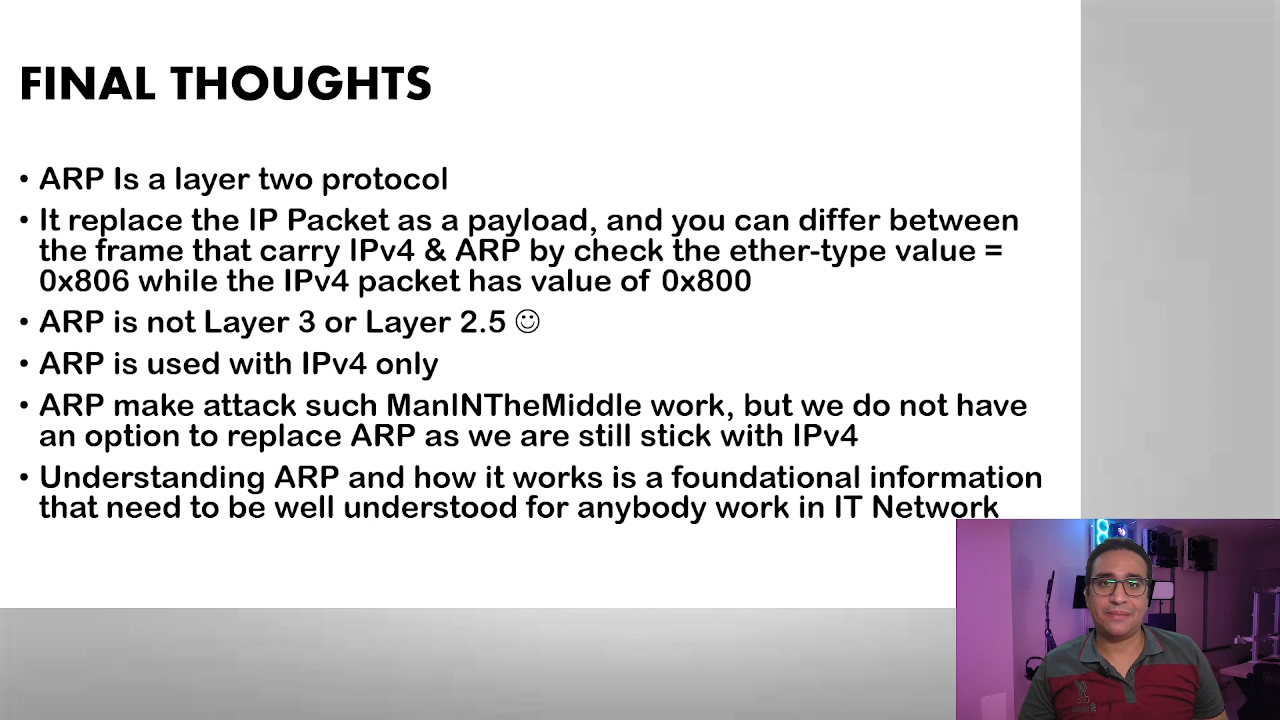 FINAL THOUGHTS
• ARP Is a layer two protocol
• It replace the IP Packet as a payload, and you can differ between
the frame that carry IPv4 & ARP by check the ether-type value =
0x806 while the IPv4 packet has value of 0x800
• ARP is not Layer 3 or Layer 2.5 ☺
• ARP is used with IPv4 only
• ARP make attack such ManINTheMiddle work, but we do not have
an option to replace ARP as we are still stick with IPv4
• Understanding ARP and how it works is a foundational information
that need to be well understood for anybody work in IT Network